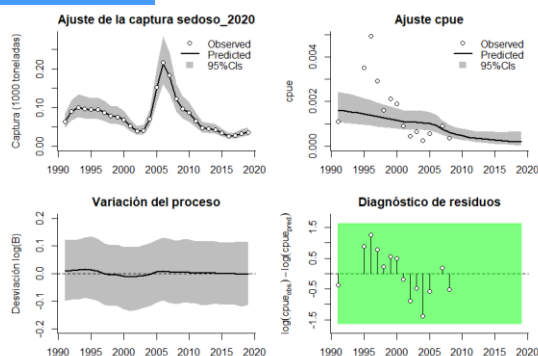 Ajuste de la captura sedoso_2020
Captura (1000 toneladas)
0.00 0.10 0.20
Observed
Predicted
95%CIs
1990 1995 2000 2005 2010 2015 2020
Ajuste cpue
cpue
0.000 0.002 0.004
Observed
Predicted
95%CIs
1990 1995 2000 2005 2010 2015 2020
Variación del proceso
Desviación log(B)
-0.2 -0.1 0.0 0.1 0.2
1990 1995 2000 2005 2010 2015 2020
Diagnóstico de residuos
log(cpue_obs) − log(cpue_pred)
-1.5 -0.5 0.5 1.5
1990 1995 2000 2005 2010 2015 2020